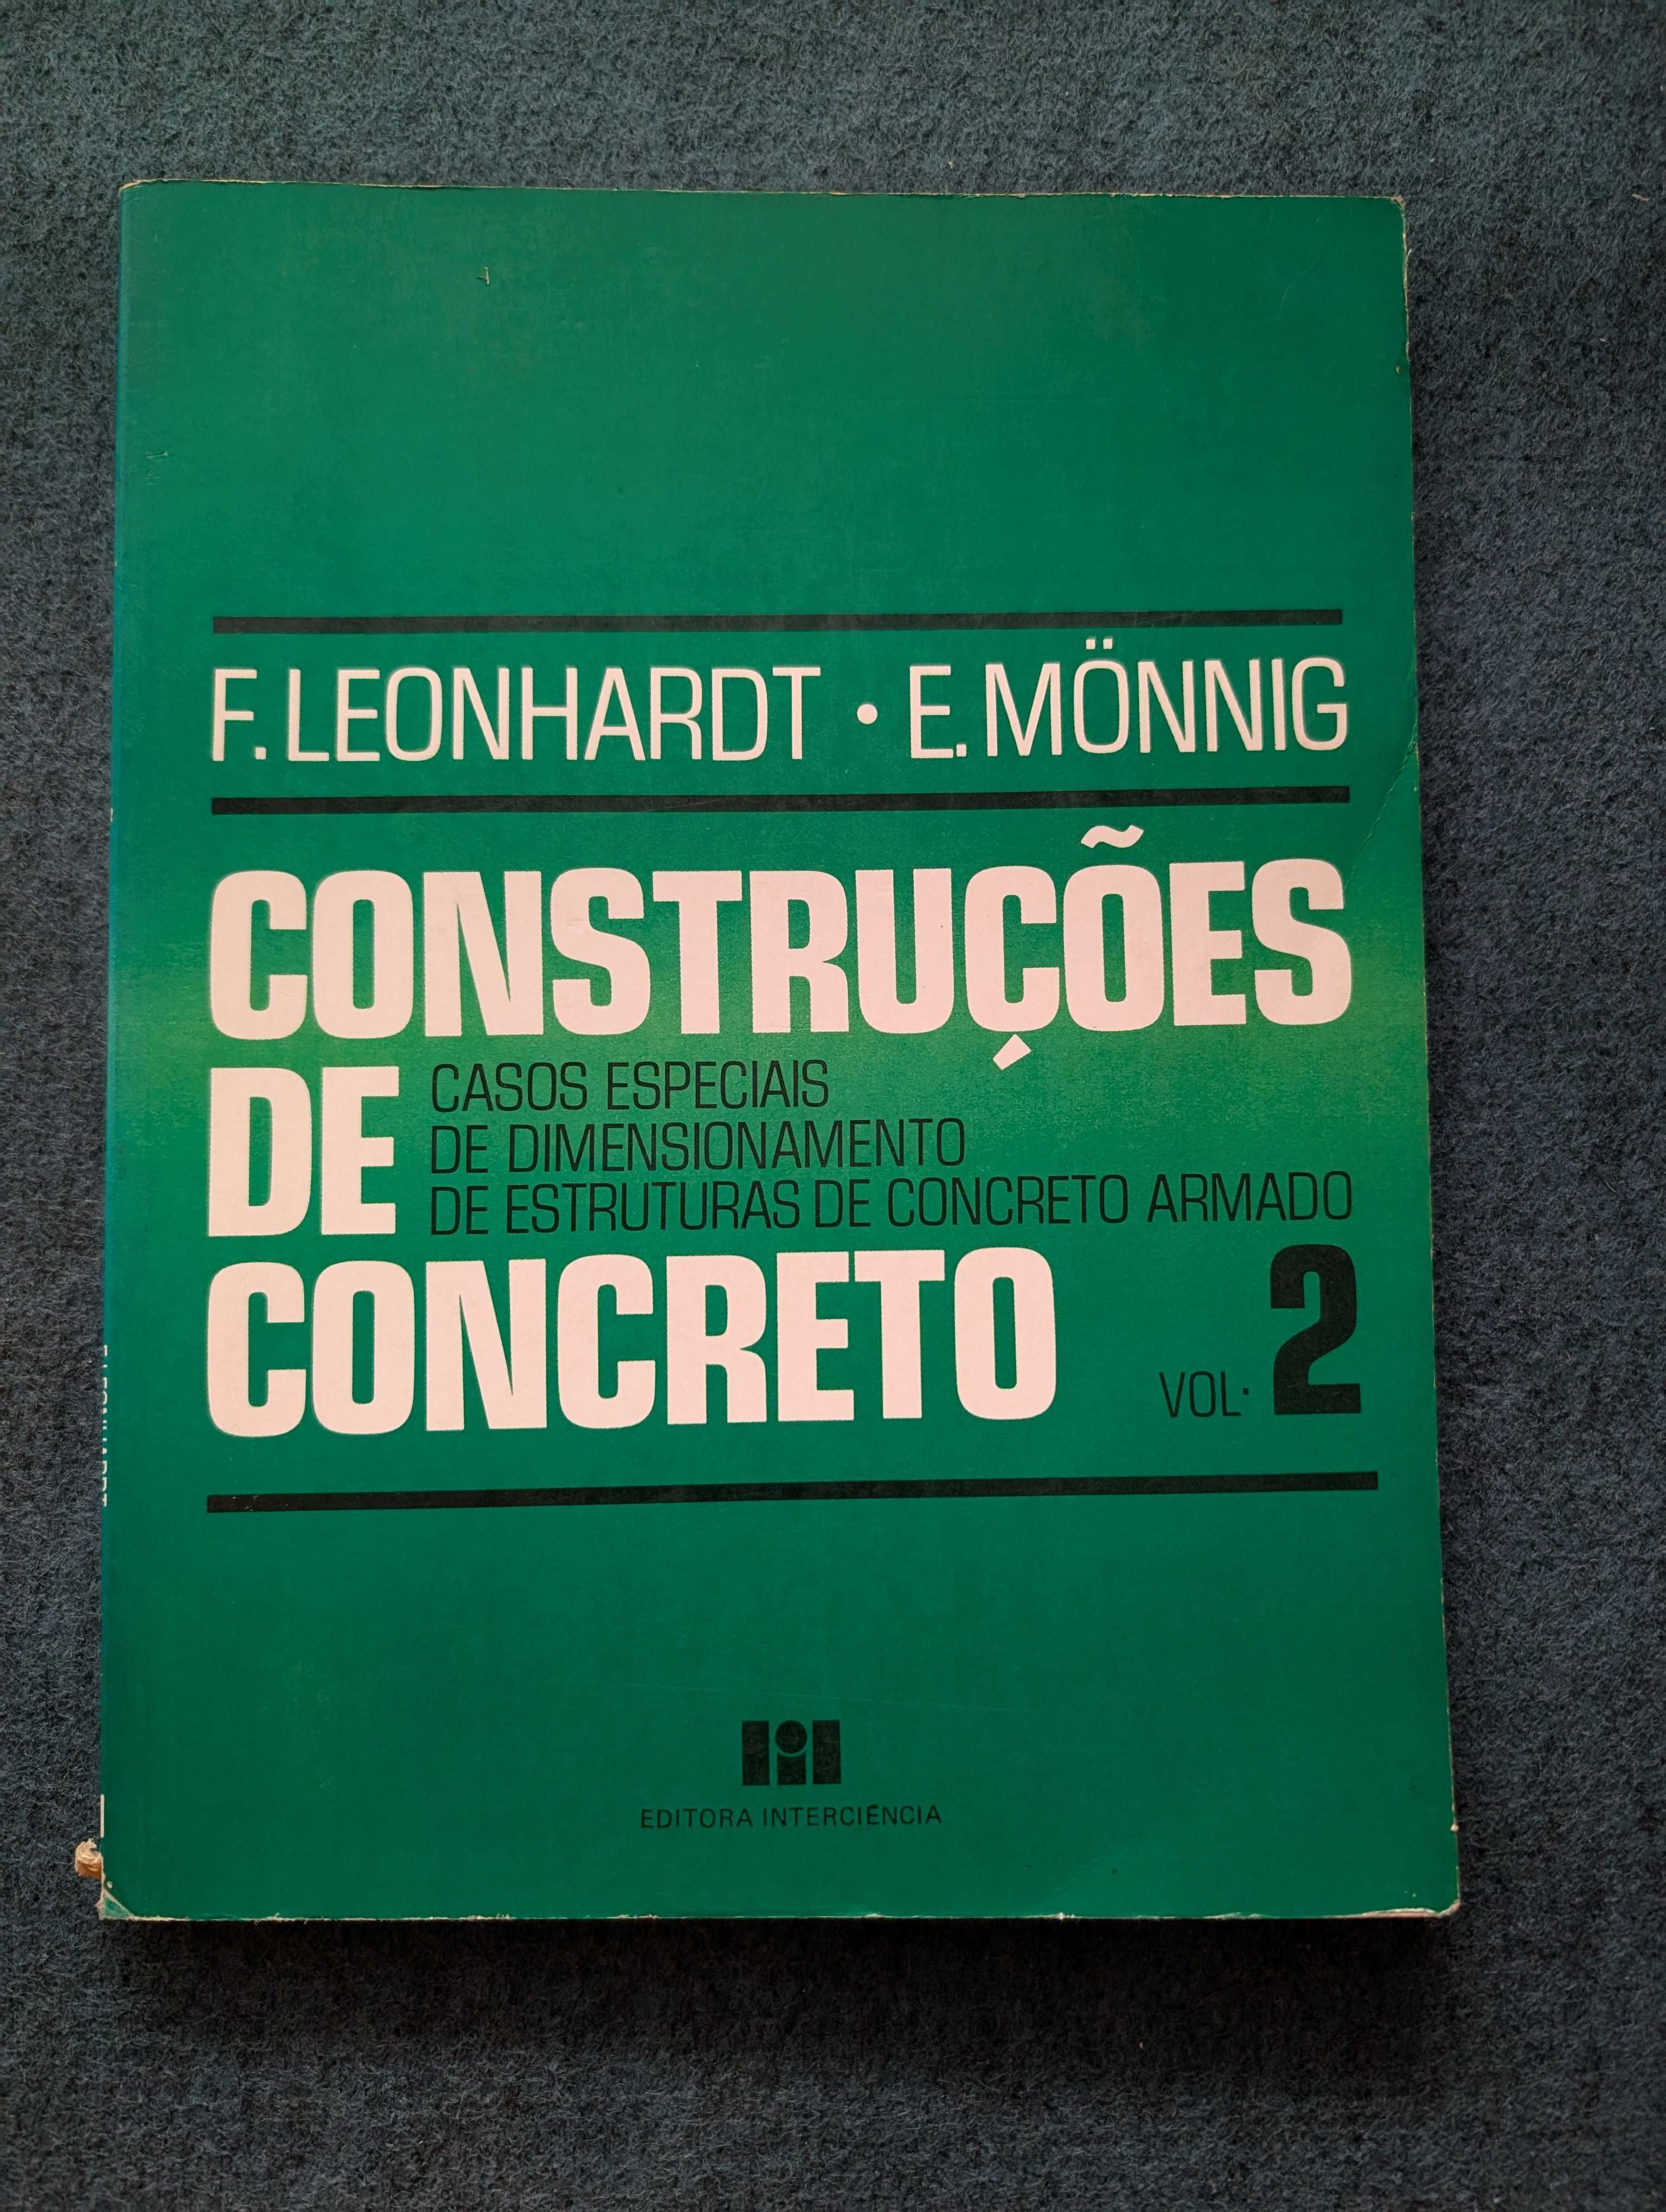 F. LEONHARDT • E. MÖNNIG
CONSTRUÇÕES
DE
CASOS ESPECIAIS
DE DIMENSIONAMENTO
DE ESTRUTURAS DE CONCRETO ARMADO
CONCRETO
VOL. 2
EDITORA INTERCIÊNCIA